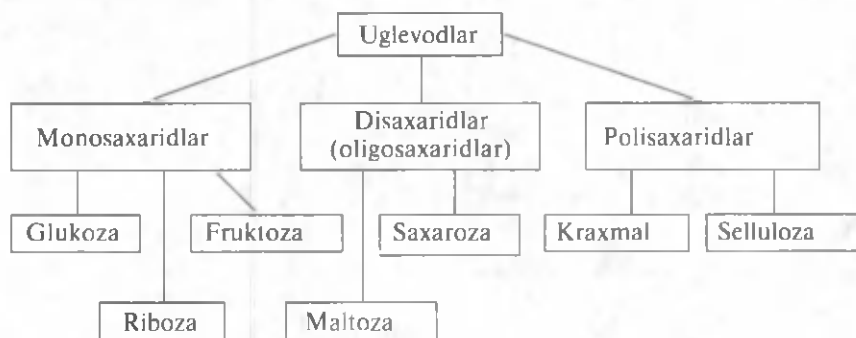 Uglevodlar
Monosaxaridlar
Disaxaridlar
(oligosaxaridlar)
Polisaxaridlar
Glukoza
Fruktoza
Saxaroza
Kraxmal
Selluloza
Riboza
Maltoza